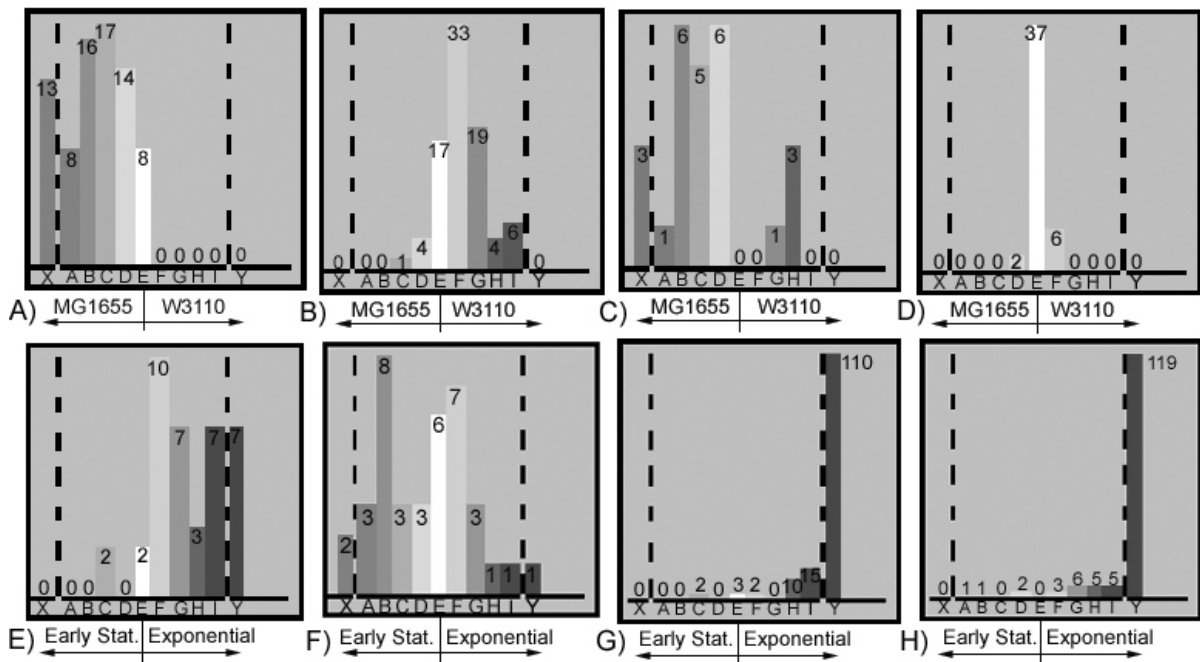 13 8 16 17 14 8 0 0 0 0 0
X A B C D E F G H I Y
A) MG1655 W3110
0 0 0 1 4 17 33 19 4 6 0
X A B C D E F G H I Y
B) MG1655 W3110
3 1 6 5 6 0 0 1 3 0 0
X A B C D E F G H I Y
C) MG1655 W3110
0 0 0 0 2 37 6 0 0 0 0
X A B C D E F G H I Y
D) MG1655 W3110
0 0 0 2 0 2 10 7 3 7 7
X A B C D E F G H I Y
E) Early Stat. Exponential
2 3 8 3 3 6 7 3 1 1 1
X A B C D E F G H I Y
F) Early Stat. Exponential
0 0 0 2 0 3 2 0 10 15 110
X A B C D E F G H I Y
G) Early Stat. Exponential
0 1 1 0 2 0 3 6 5 5 119
X A B C D E F G H I Y
H) Early Stat. Exponential